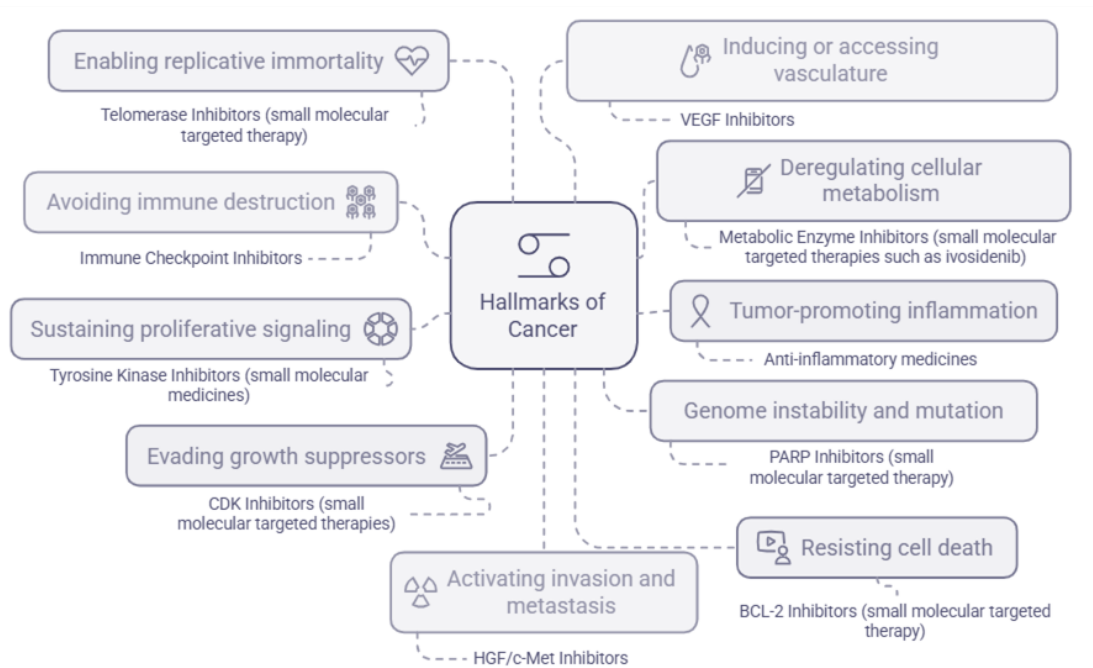 Enabling replicative immortality
Telomerase Inhibitors (small molecular
targeted therapy)
Inducing or accessing
vasculature
VEGF Inhibitors
Avoiding immune destruction
Immune Checkpoint Inhibitors
Deregulating cellular
metabolism
Metabolic Enzyme Inhibitors (small molecular
targeted therapies such as ivosidenib)
Hallmarks of
Cancer
Sustaining proliferative signaling
Tyrosine Kinase Inhibitors (small molecular
medicines)
Tumor-promoting inflammation
Anti-inflammatory medicines
Genome instability and mutation
PARP Inhibitors (small
molecular targeted therapy)
Evading growth suppressors
CDK Inhibitors (small
molecular targeted therapies)
Resisting cell death
BCL-2 Inhibitors (small molecular targeted
therapy)
Activating invasion and
metastasis
HGF/c-Met Inhibitors